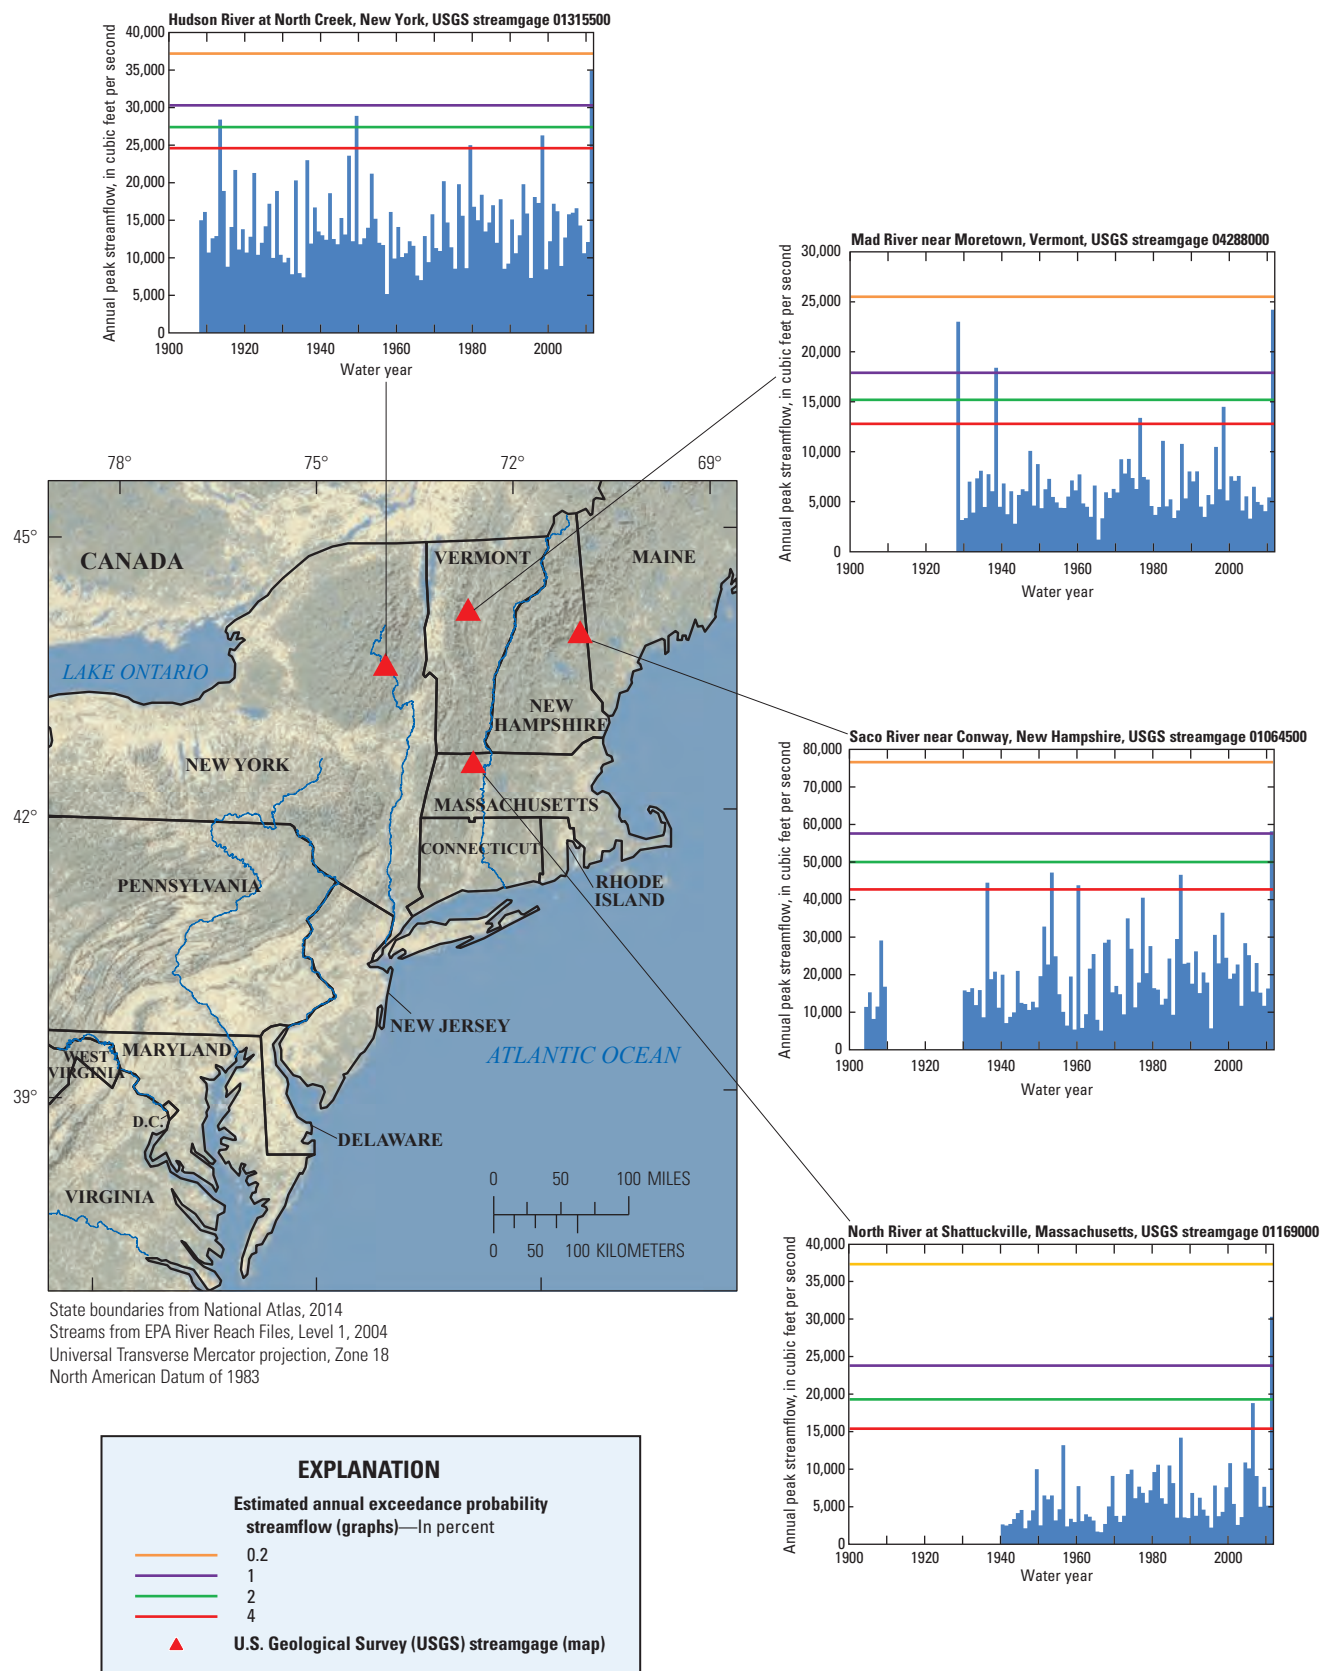 Hudson River at North Creek, New York, USGS streamgage 01315500
Annual peak streamflow, in cubic feet per second
40,000
35,000
30,000
25,000
20,000
15,000
10,000
5,000
0
1900 1920 1940 1960 1980 2000
Water year
Mad River near Moretown, Vermont, USGS streamgage 04288000
Annual peak streamflow, in cubic feet per second
30,000
25,000
20,000
15,000
10,000
5,000
0
1900 1920 1940 1960 1980 2000
Water year
78° 75° 72° 69°
45°
42°
39°
CANADA
VERMONT
MAINE
LAKE ONTARIO
NEW
HAMPSHIRE
NEW YORK
MASSACHUSETTS
CONNECTICUT
RHODE
ISLAND
PENNSYLVANIA
NEW JERSEY
ATLANTIC OCEAN
WEST
VIRGINIA
MARYLAND
D.C.
DELAWARE
VIRGINIA
0 50 100 MILES
0 50 100 KILOMETERS
Saco River near Conway, New Hampshire, USGS streamgage 01064500
Annual peak streamflow, in cubic feet per second
80,000
70,000
60,000
50,000
40,000
30,000
20,000
10,000
0
1900 1920 1940 1960 1980 2000
Water year
North River at Shattuckville, Massachusetts, USGS streamgage 01169000
Annual peak streamflow, in cubic feet per second
40,000
35,000
30,000
25,000
20,000
15,000
10,000
5,000
0
1900 1920 1940 1960 1980 2000
Water year
State boundaries from National Atlas, 2014
Streams from EPA River Reach Files, Level 1, 2004
Universal Transverse Mercator projection, Zone 18
North American Datum of 1983
EXPLANATION
Estimated annual exceedance probability
streamflow (graphs)—In percent
0.2
1
2
4
U.S. Geological Survey (USGS) streamgage (map)